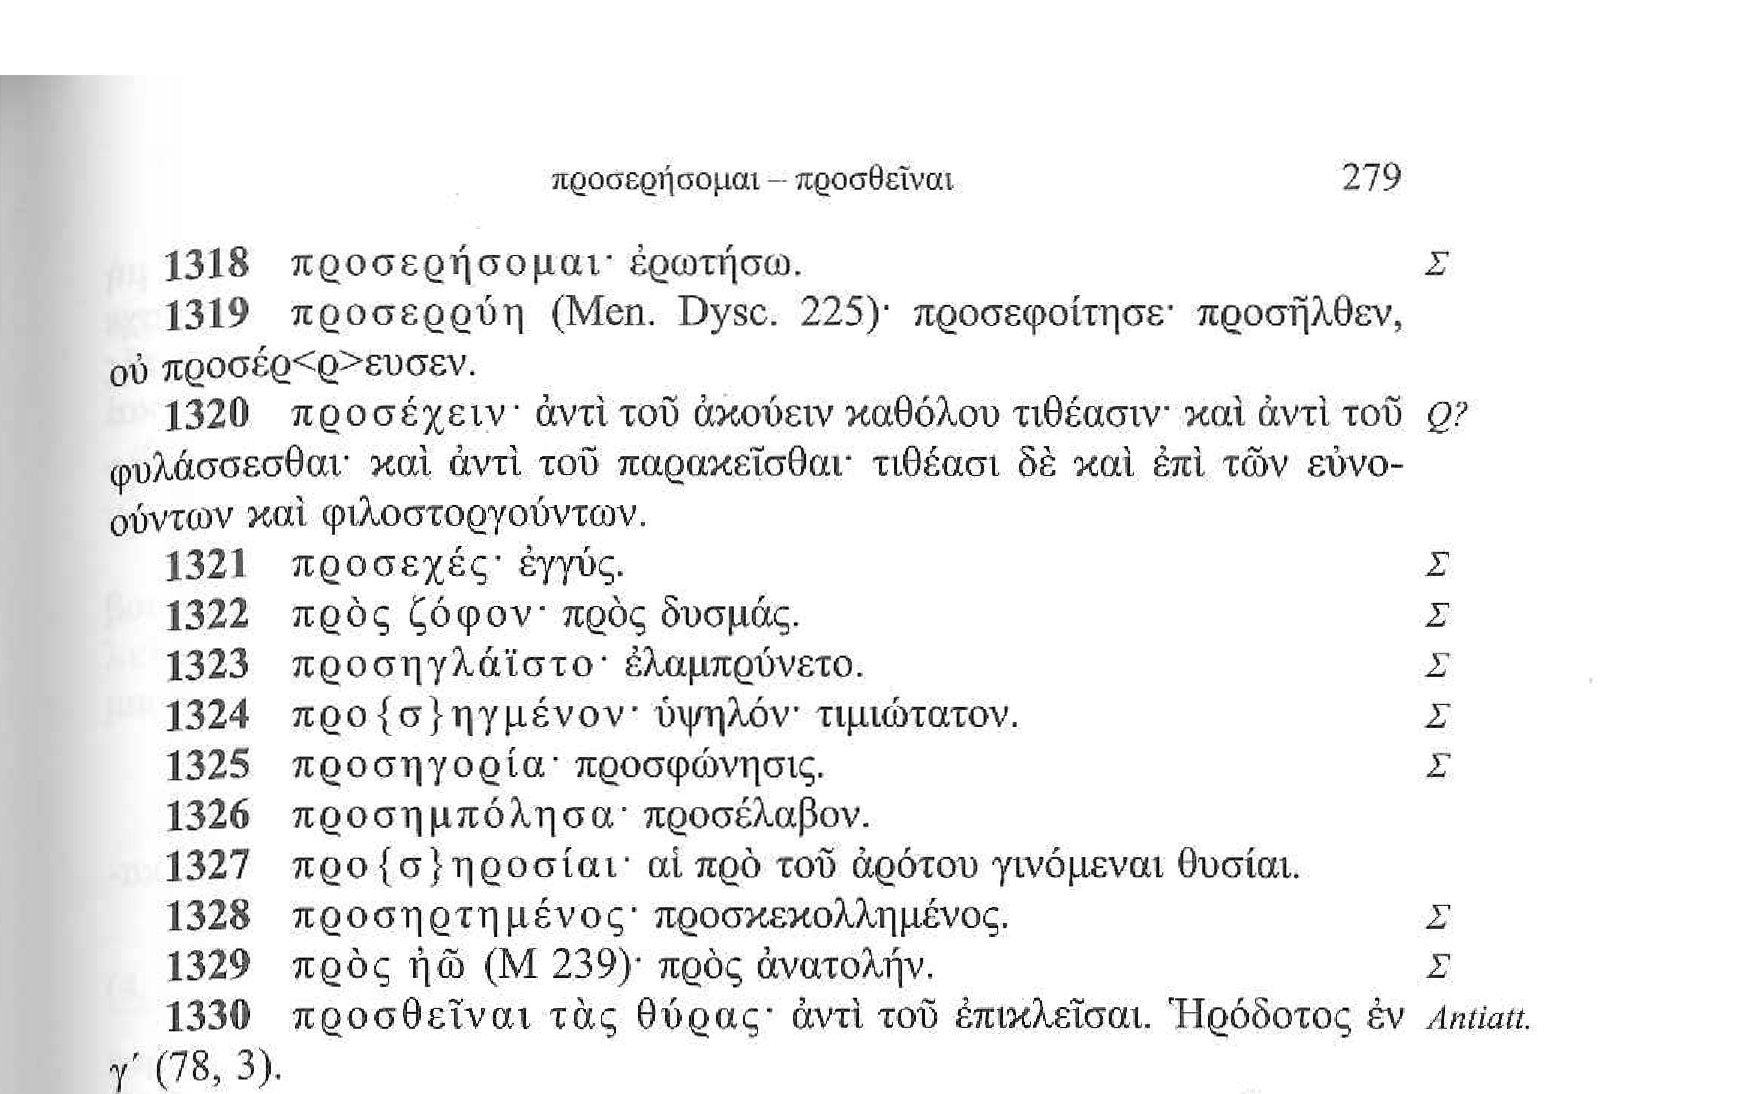 προσερήσομαι – προσθεῖναι 279
1318 προσερήσομαι· ἐρωτήσω. Σ
1319 προσερρύη (Men. Dysc. 225)· προσεφοίτησε· προσῆλθεν,
οὐ προσέρ<ρ>ευσεν.
1320 προσέχειν· ἀντὶ τοῦ ἀκούειν καθόλου τιθέασιν· καὶ ἀντὶ τοῦ Q?
φυλάσσεσθαι· καὶ ἀντὶ τοῦ παρακεῖσθαι· τιθέασι δὲ καὶ ἐπὶ τῶν εὐνο-
ούντων καὶ φιλοστοργούντων.
1321 προσεχές· ἐγγύς. Σ
1322 πρὸς ζόφον· πρὸς δυσμάς. Σ
1323 προσηγλάϊστο· ἐλαμπρύνετο. Σ
1324 προ{σ}ηγμένον· ὑψηλόν· τιμιώτατον. Σ
1325 προσηγορία· προσφώνησις. Σ
1326 προσημπόλησα· προσέλαβον.
1327 προ{σ}ηροσίαι· αἱ πρὸ τοῦ ἀρότου γινόμεναι θυσίαι.
1328 προσηρτημένος· προσκεκολλημένος. Σ
1329 πρὸς ἠῶ (Μ 239)· πρὸς ἀνατολήν. Σ
1330 προσθεῖναι τὰς θύρας· ἀντὶ τοῦ ἐπικλεῖσαι. Ἡρόδοτος ἐν Antiatt.
γ′ (78, 3).